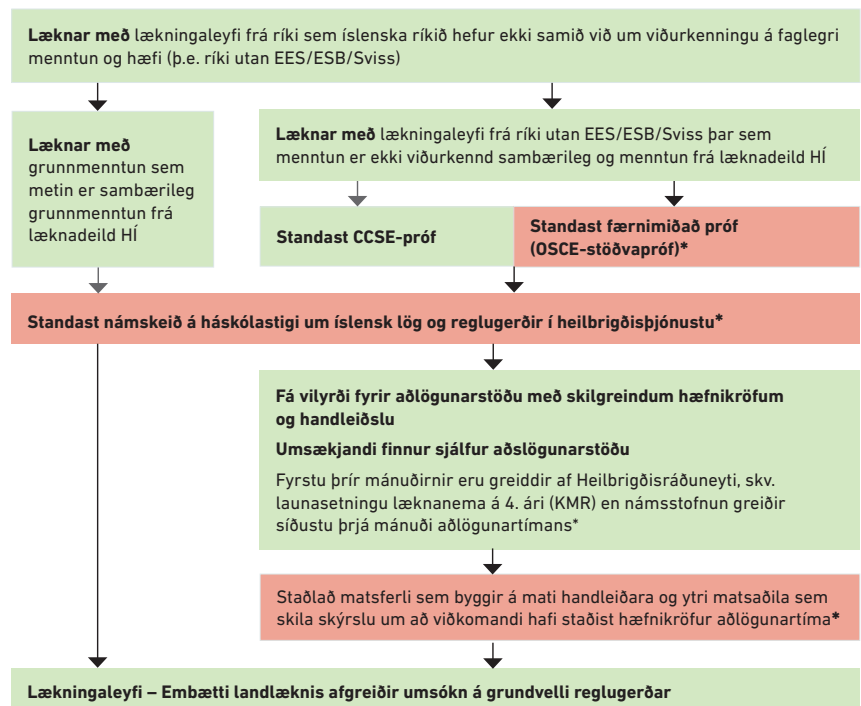 Læknar með lækningaleyfi frá ríki sem íslenska ríkið hefur ekki samið við um viðurkenningu á faglegri
menntun og hæfi (þ.e. ríki utan EES/ESB/Sviss)
Læknar með
grunnmenntun sem
metin er sambærileg
grunnmenntun frá
læknadeild HÍ
Læknar með lækningaleyfi frá ríki utan EES/ESB/Sviss þar sem
menntun er ekki viðurkennd sambærileg og menntun frá læknadeild HÍ
Standast CCSE-próf
Standast færnimiðað próf
(OSCE-stöðvapróf)*
Standast námskeið á háskólastigi um íslensk lög og reglugerðir í heilbrigðisþjónustu*
Fá vilyrði fyrir aðlögunarstöðu með skilgreindum hæfnikröfum
og handleiðslu
Umsækjandi finnur sjálfur aðslögunarstöðu
Fyrstu þrír mánuðirnir eru greiddir af Heilbrigðisráðuneyti, skv.
launasetningu læknanema á 4. ári (KMR) en námsstofnun greiðir
síðustu þrjá mánuði aðlögunartímans*
Staðlað matsferli sem byggir á mati handleiðara og ytri matsaðila sem
skila skýrslu um að viðkomandi hafi staðist hæfnikröfur aðlögunartíma*
Lækningaleyfi – Embætti landlæknis afgreiðir umsókn á grundvelli reglugerðar